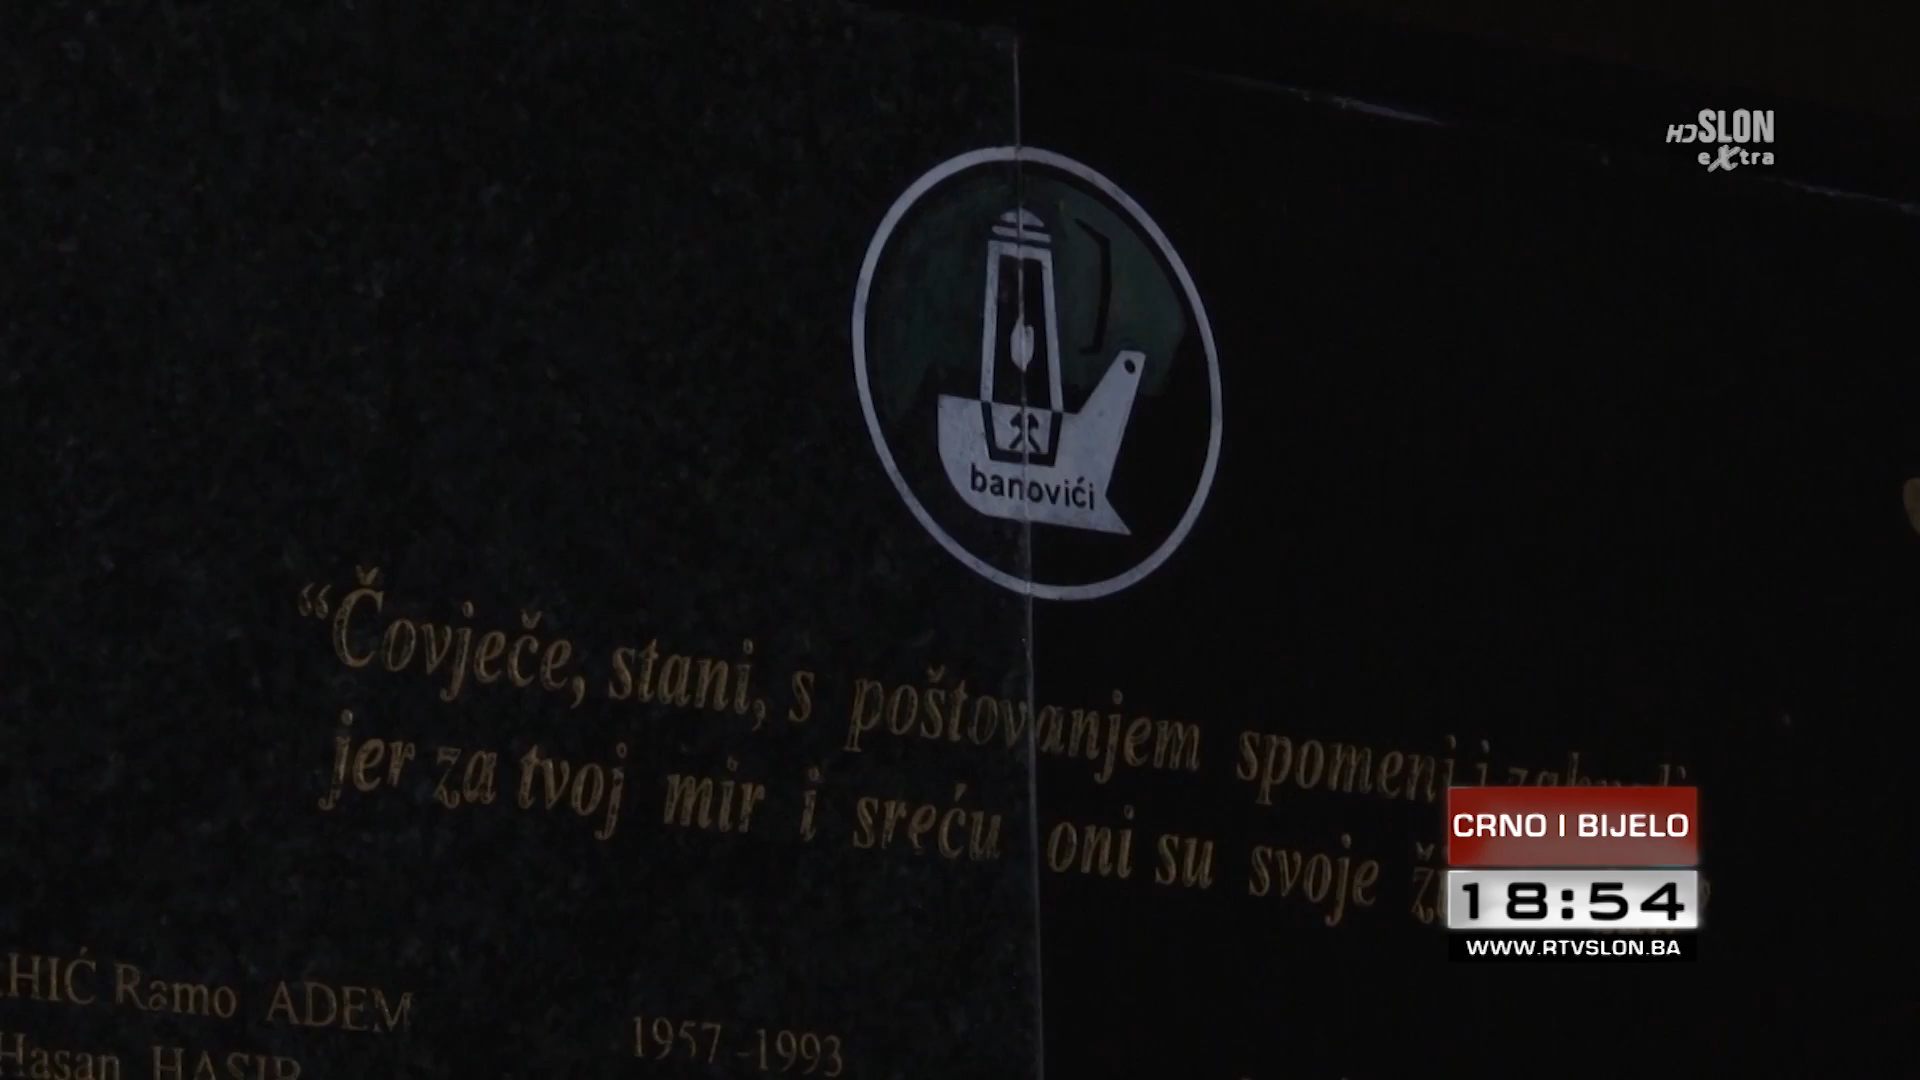 HD SLON
eXtra
banovići
“Čovječe, stani, s poštovanjem spomeni i
jer za tvoj mir i sreću oni su svoje
CRNO I BIJELO
18:54
WWW.RTVSLON.BA
Ramo ADEM
1957-1993
Hasan